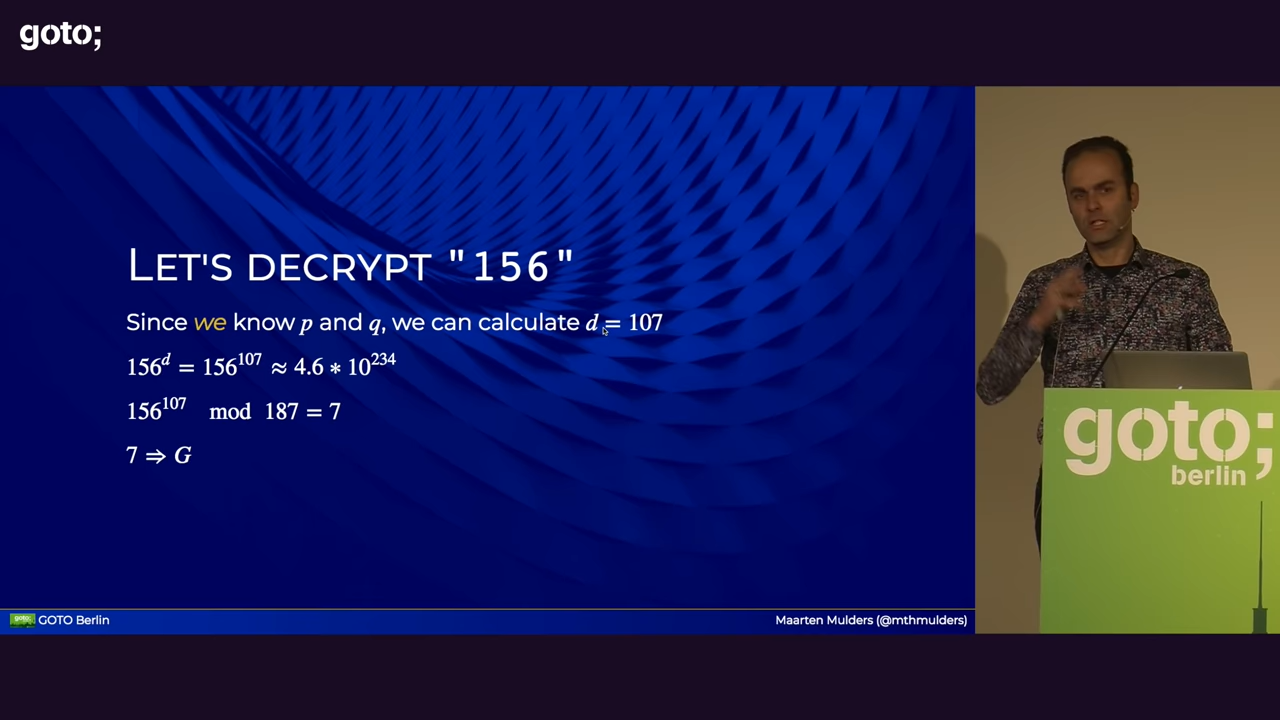 goto;
LET'S DECRYPT "156"
Since we know p and q, we can calculate d = 107
156^d = 156^107 ≈ 4.6 * 10^234
156^107 mod 187 = 7
7 ⇒ G
goto; GOTO Berlin
Maarten Mulders (@mthmulders)
goto;
berlin